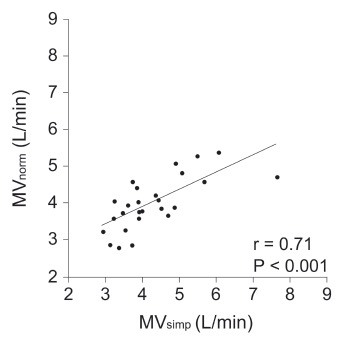 9
8
7
6
5
4
3
2
MVnorm (L/min)
r = 0.71
P < 0.001
2 3 4 5 6 7 8 9
MVsimp (L/min)